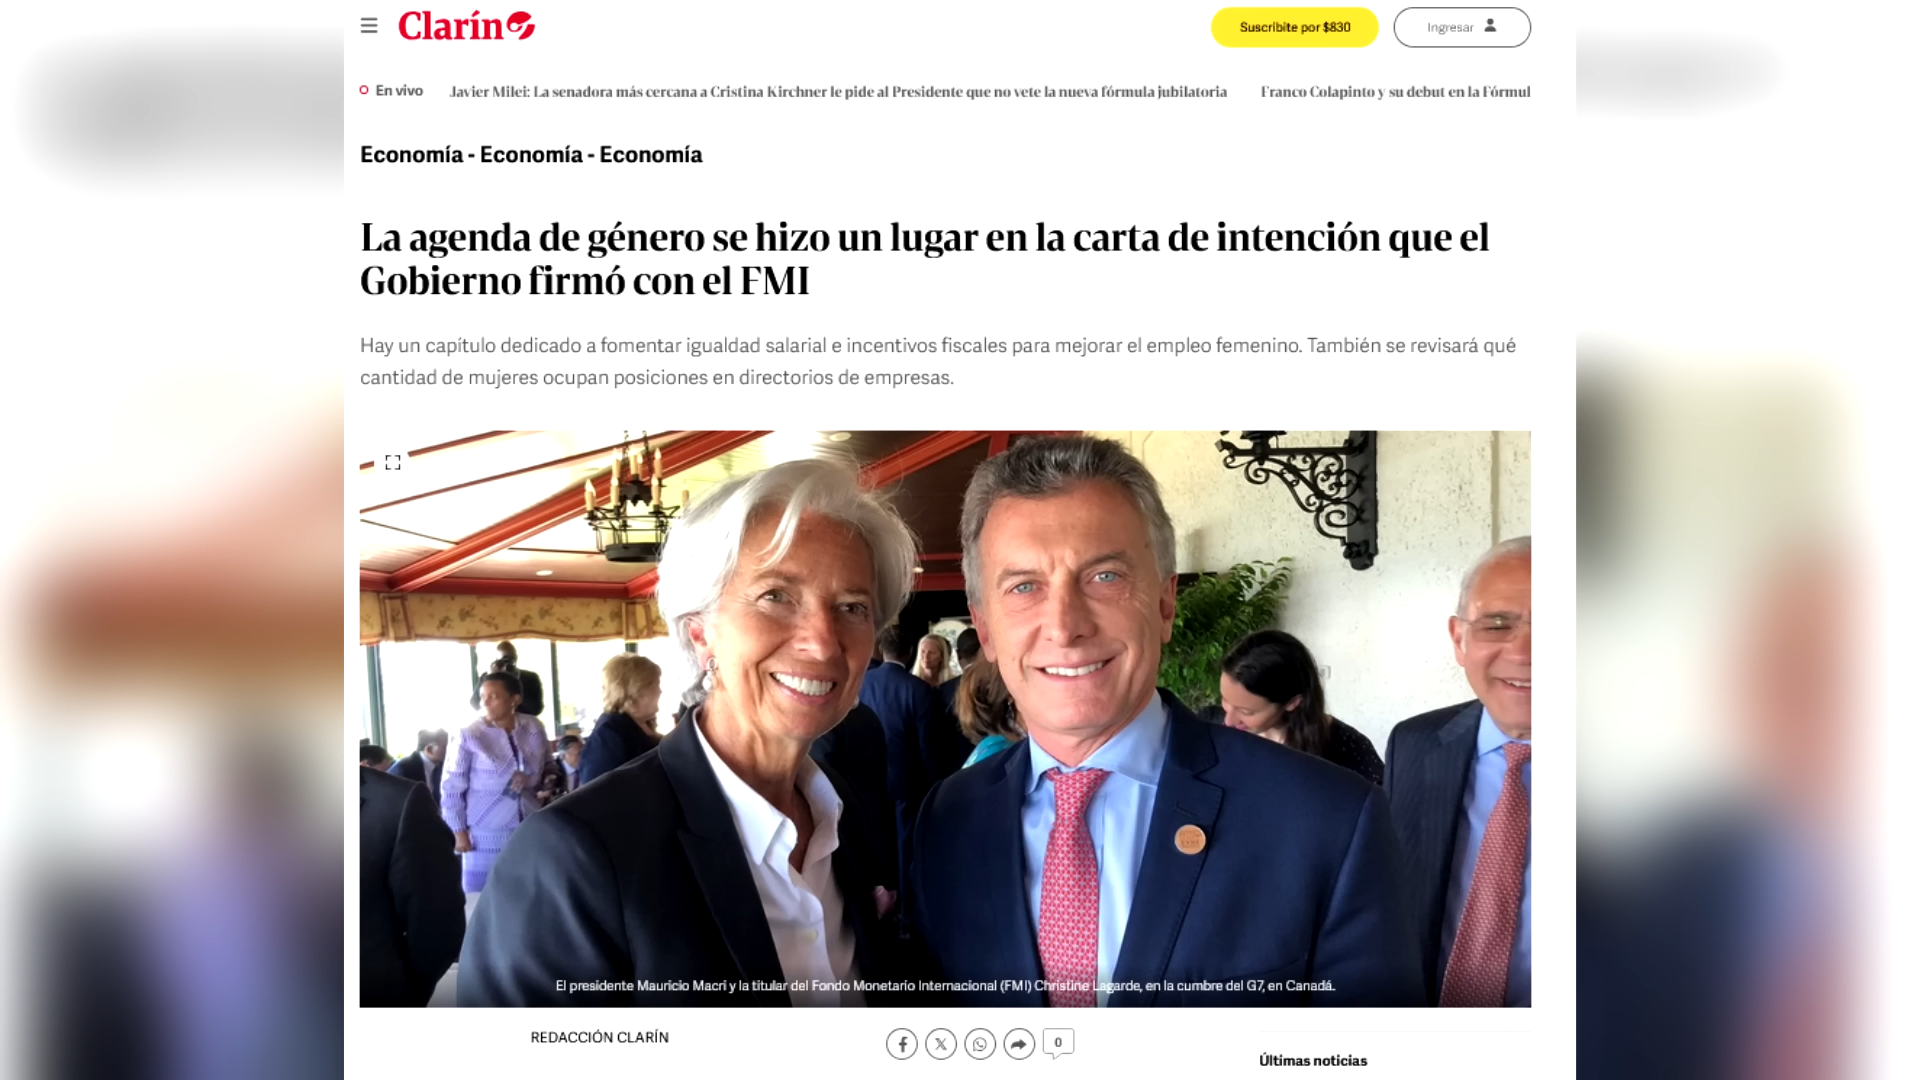 Clarín
Suscribite por $830
Ingresar
En vivo
Javier Milei: La senadora más cercana a Cristina Kirchner le pide al Presidente que no vete la nueva fórmula jubilatoria
Franco Colapinto y su debut en la Fórmul
Economía - Economía - Economía
La agenda de género se hizo un lugar en la carta de intención que el
Gobierno firmó con el FMI
Hay un capítulo dedicado a fomentar igualdad salarial e incentivos fiscales para mejorar el empleo femenino. También se revisará qué
cantidad de mujeres ocupan posiciones en directorios de empresas.
El presidente Mauricio Macri y la titular del Fondo Monetario Internacional (FMI) Christine Lagarde, en la cumbre del G7, en Canadá.
REDACCIÓN CLARÍN
0
Últimas noticias